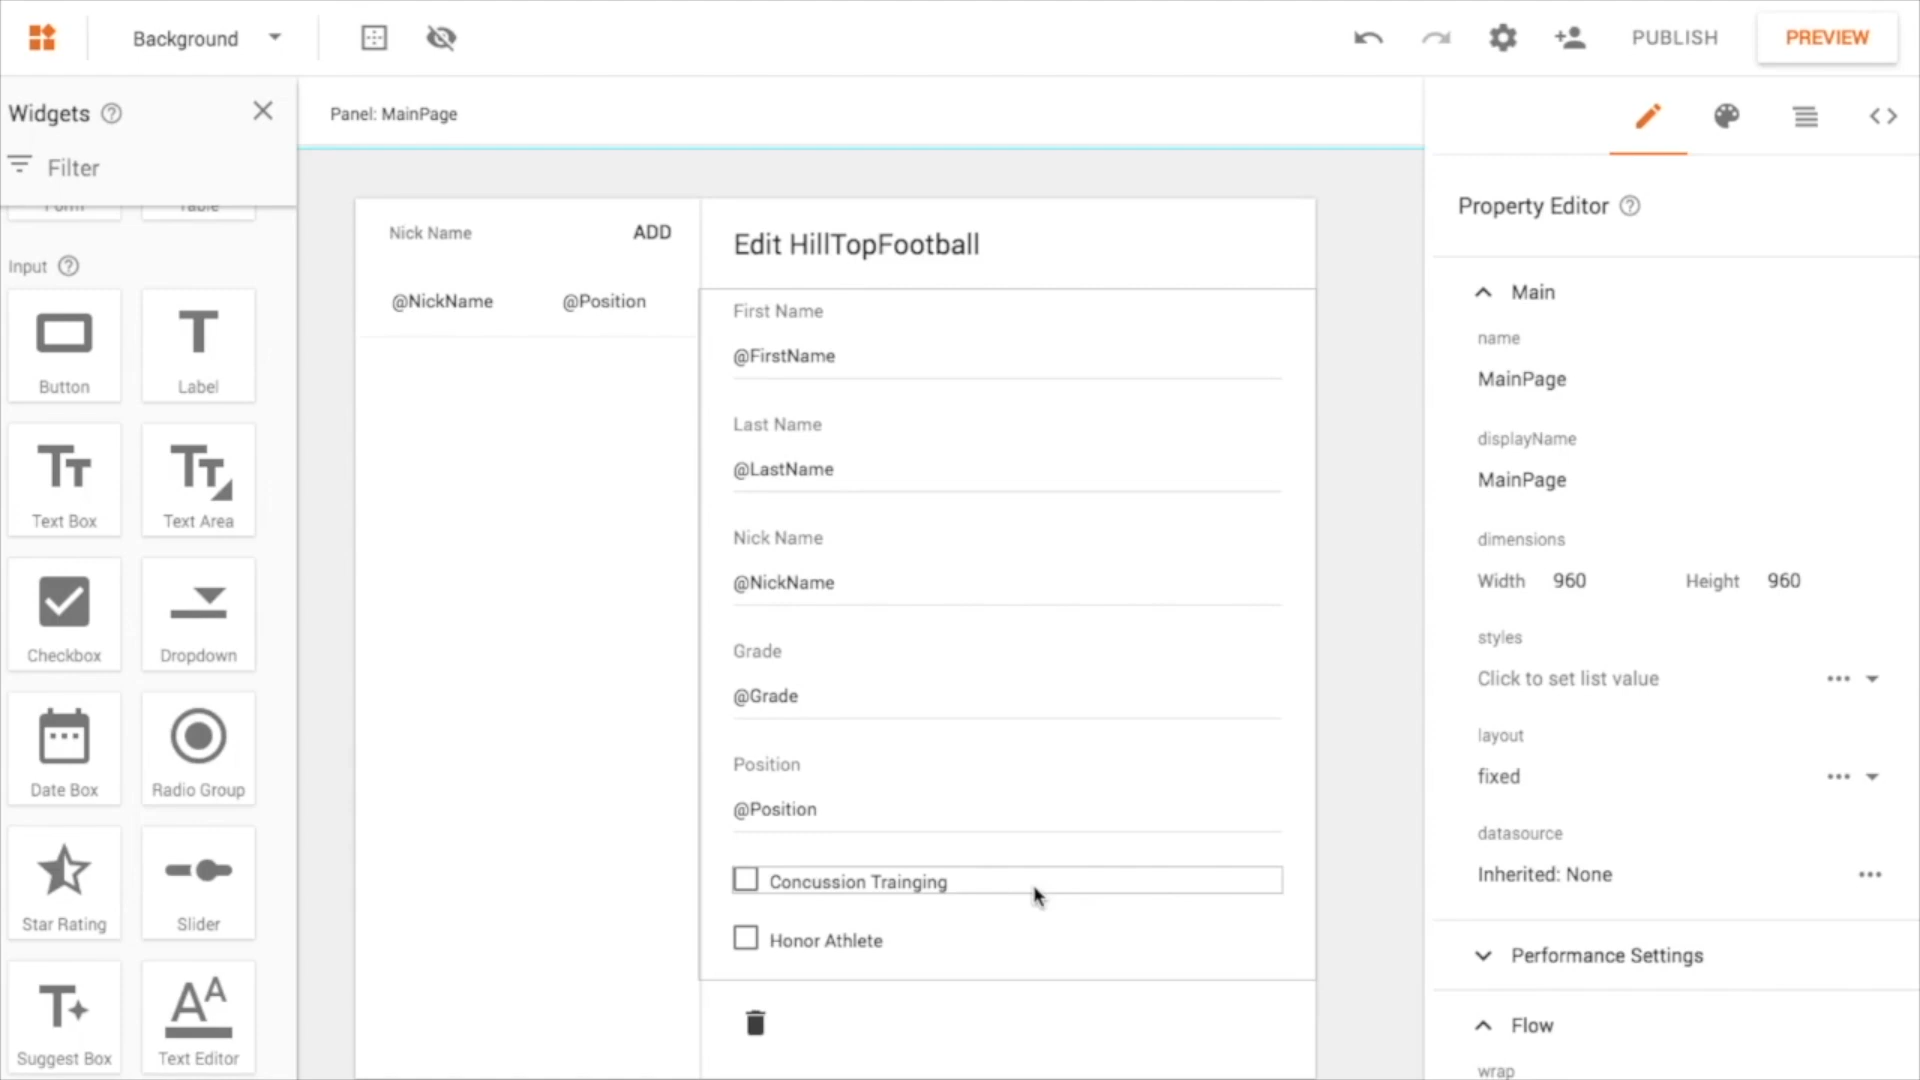 Background
PUBLISH
PREVIEW
Widgets
Filter
Form
Table
Input
Button
Label
Text Box
Text Area
Checkbox
Dropdown
Date Box
Radio Group
Star Rating
Slider
Suggest Box
Text Editor
Panel: MainPage
Nick Name
ADD
@NickName
@Position
Edit HillTopFootball
First Name
@FirstName
Last Name
@LastName
Nick Name
@NickName
Grade
@Grade
Position
@Position
Concussion Trainging
Honor Athlete
Property Editor
Main
name
MainPage
displayName
MainPage
dimensions
Width 960 Height 960
styles
Click to set list value
layout
fixed
datasource
Inherited: None
Performance Settings
Flow
wrap